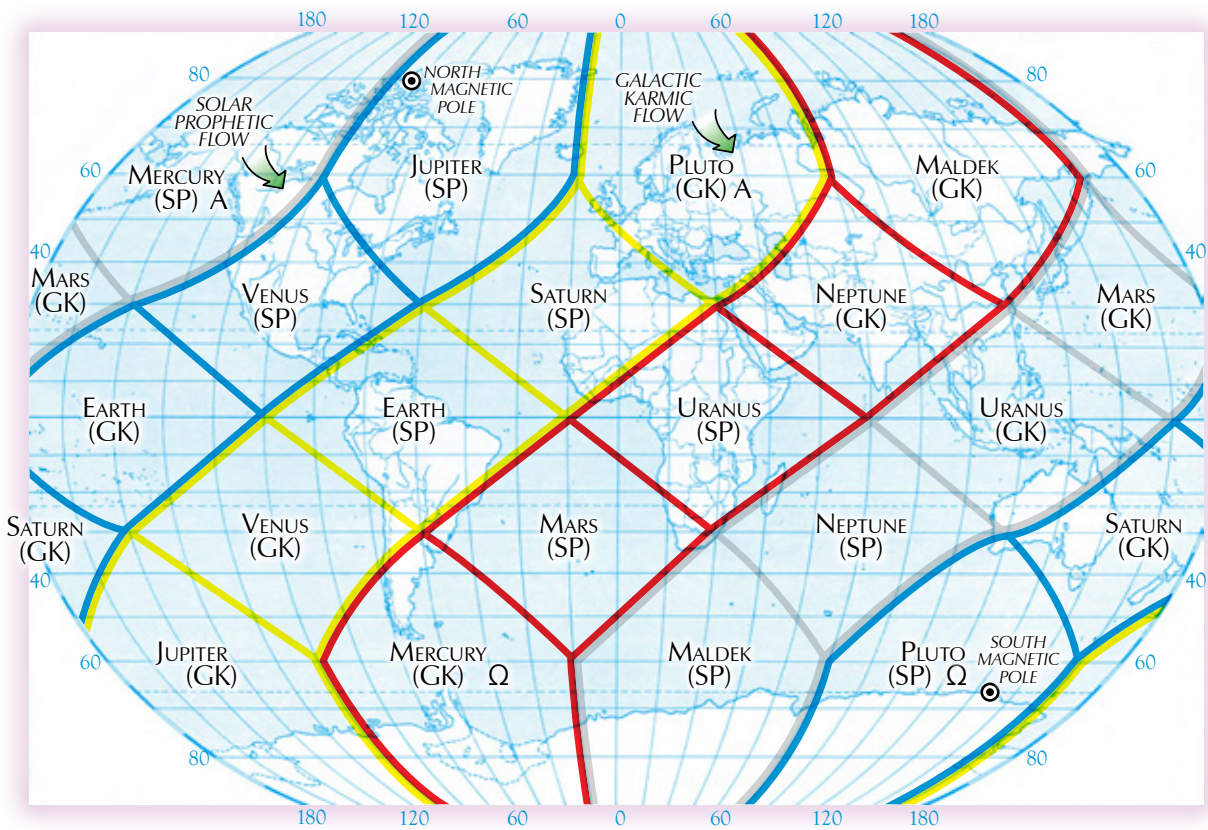 180 120 60 0 60 120 180
80 80
NORTH
MAGNETIC
POLE
GALACTIC
KARMIC
FLOW
SOLAR
PROPHETIC
FLOW
60 60
MERCURY
(SP) A
JUPITER
(SP)
PLUTO
(GK) A
MALDEK
(GK)
40 40
MARS
(GK)
VENUS
(SP)
SATURN
(SP)
NEPTUNE
(GK)
MARS
(GK)
EARTH
(GK)
EARTH
(SP)
URANUS
(SP)
URANUS
(GK)
SATURN
(GK)
VENUS
(GK)
MARS
(SP)
NEPTUNE
(SP)
SATURN
(GK)
40 40
JUPITER
(GK)
MERCURY
(GK) Ω
MALDEK
(SP)
PLUTO
(SP) Ω
SOUTH
MAGNETIC
POLE
60 60
80 80
180 120 60 0 60 120 180